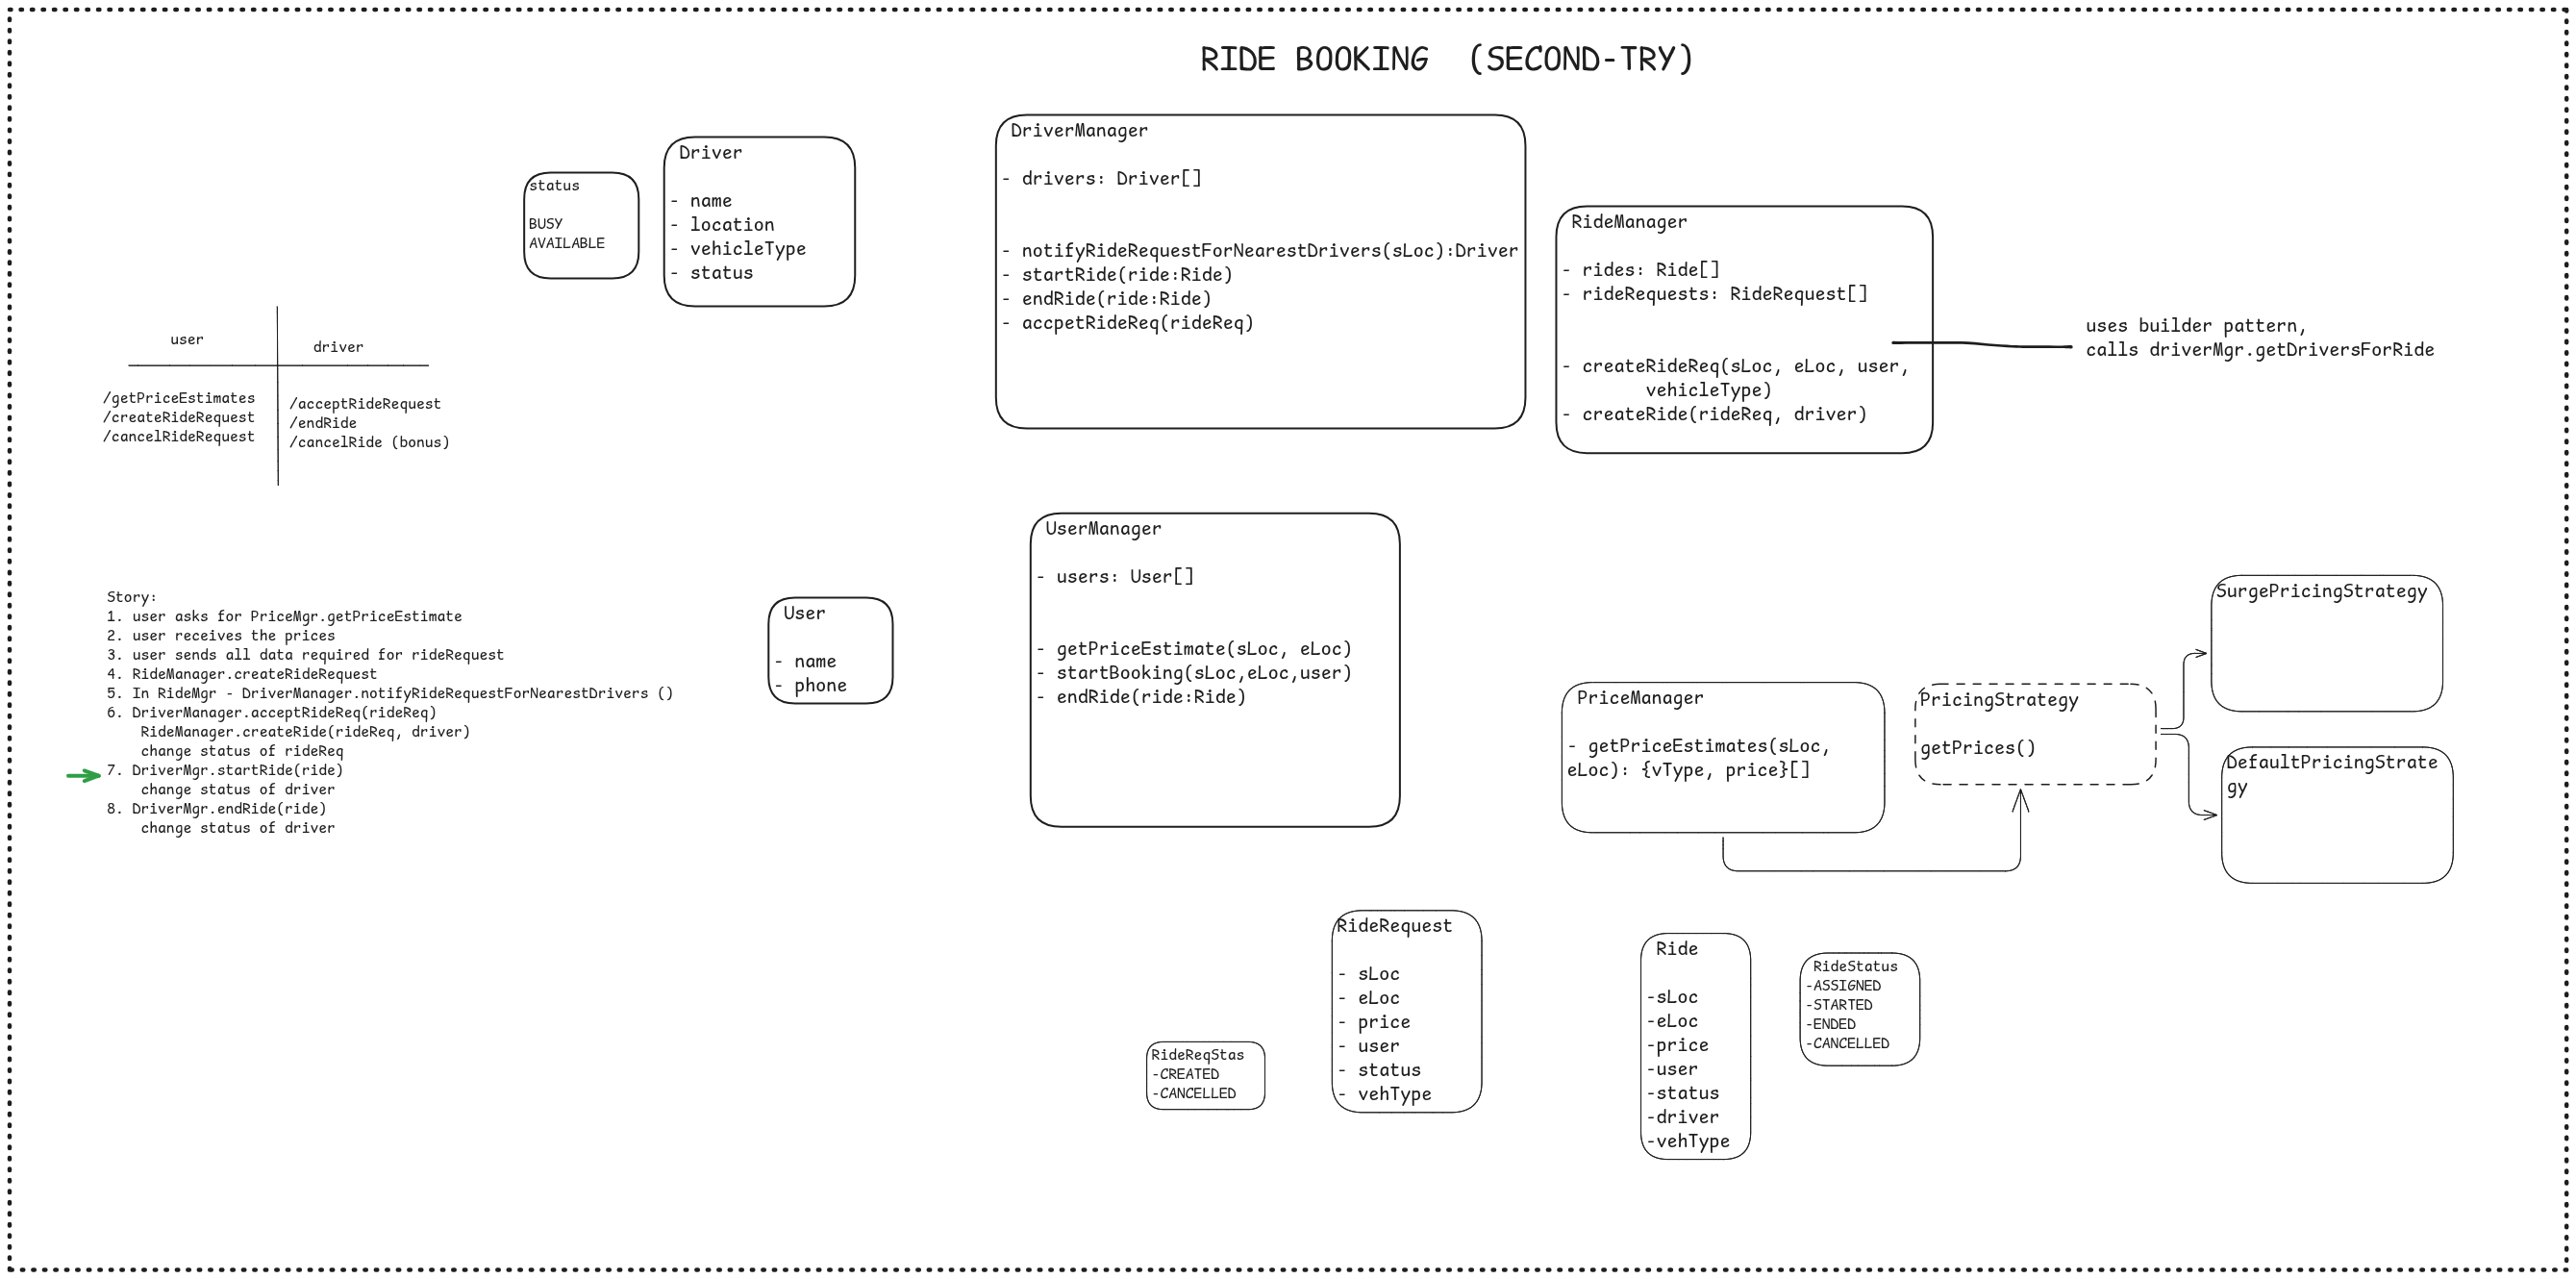 RIDE BOOKING (SECOND-TRY)
status
BUSY
AVAILABLE
Driver
- name
- location
- vehicleType
- status
DriverManager
- drivers: Driver[]
- notifyRideRequestForNearestDrivers(sLoc):Driver
- startRide(ride:Ride)
- endRide(ride:Ride)
- accpetRideReq(rideReq)
RideManager
- rides: Ride[]
- rideRequests: RideRequest[]
- createRideReq(sLoc, eLoc, user,
vehicleType)
- createRide(rideReq, driver)
uses builder pattern,
calls driverMgr.getDriversForRide
user
/getPriceEstimates
/createRideRequest
/cancelRideRequest
driver
/acceptRideRequest
/endRide
/cancelRide (bonus)
Story:
1. user asks for PriceMgr.getPriceEstimate
2. user receives the prices
3. user sends all data required for rideRequest
4. RideManager.createRideRequest
5. In RideMgr - DriverManager.notifyRideRequestForNearestDrivers ()
6. DriverManager.acceptRideReq(rideReq)
RideManager.createRide(rideReq, driver)
change status of rideReq
7. DriverMgr.startRide(ride)
change status of driver
8. DriverMgr.endRide(ride)
change status of driver
User
- name
- phone
UserManager
- users: User[]
- getPriceEstimate(sLoc, eLoc)
- startBooking(sLoc,eLoc,user)
- endRide(ride:Ride)
PriceManager
- getPriceEstimates(sLoc,
eLoc): {vType, price}[]
PricingStrategy
getPrices()
SurgePricingStrategy
DefaultPricingStrate
gy
RideReqStas
-CREATED
-CANCELLED
RideRequest
- sLoc
- eLoc
- price
- user
- status
- vehType
Ride
-sLoc
-eLoc
-price
-user
-status
-driver
-vehType
RideStatus
-ASSIGNED
-STARTED
-ENDED
-CANCELLED